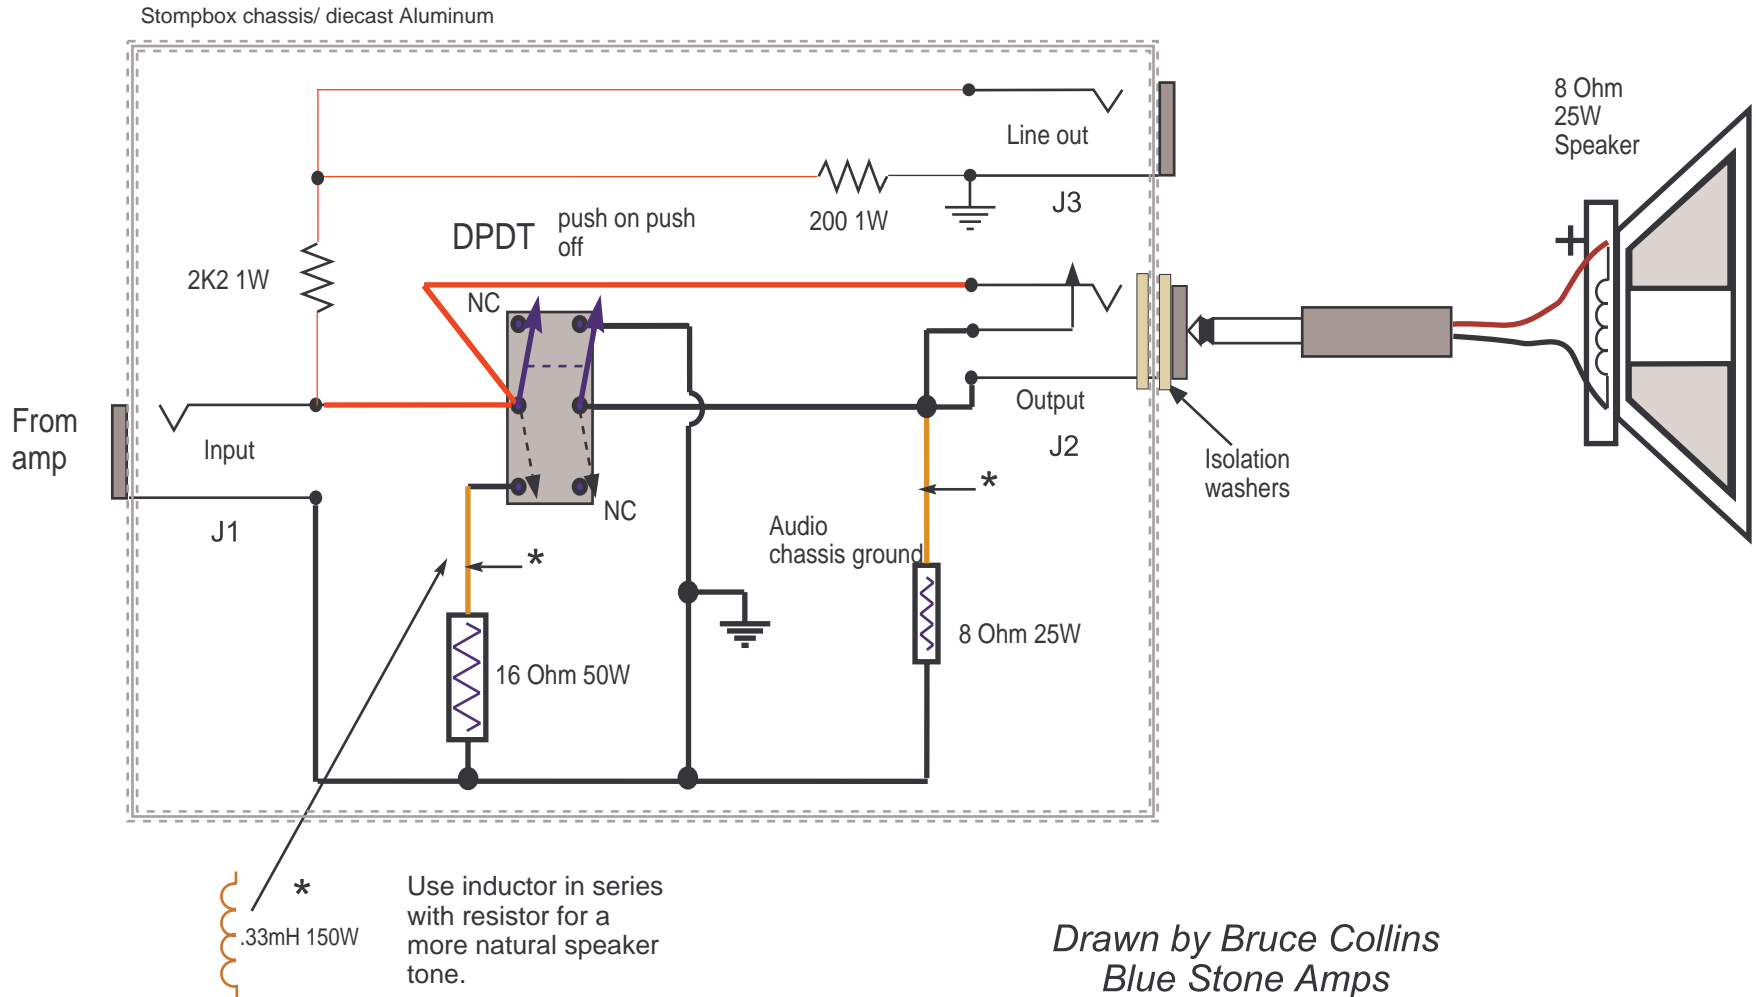 Stompbox chassis/ diecast Aluminum
8 Ohm
25W
Speaker
Line out
J3
200 1W
DPDT
push on push
off
2K2 1W
NC
+
From
amp
Input
J1
Output
J2
Isolation
washers
NC
*
*
Audio
chassis ground
8 Ohm 25W
16 Ohm 50W
*
.33mH 150W
Use inductor in series
with resistor for a
more natural speaker
tone.
Drawn by Bruce Collins
Blue Stone Amps